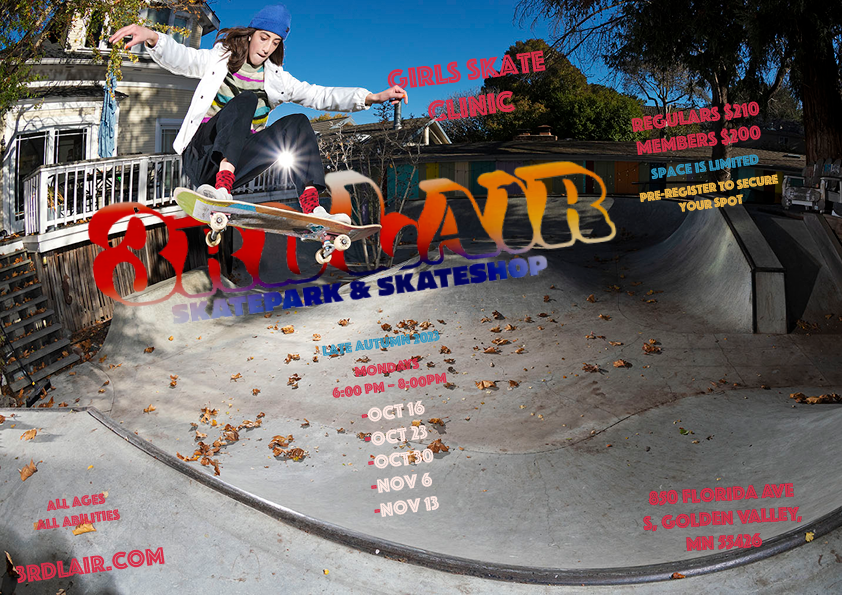 GIRLS SKATE
CLINIC
REGULARS $210
MEMBERS $200
SPACE IS LIMITED
PRE-REGISTER TO SECURE
YOUR SPOT
3RDLAIR
SKATEPARK & SKATESHOP
LATE AUTUMN 2023
MONDAYS
6:00 PM - 8;00PM
-OCT 16
-OCT 23
-OCT30
-NOV 6
-NOV 13
ALL AGES
ALL ABILITIES
3RDLAIR.COM
850 FLORIDA AVE
S, GOLDEN VALLEY,
MN 55426